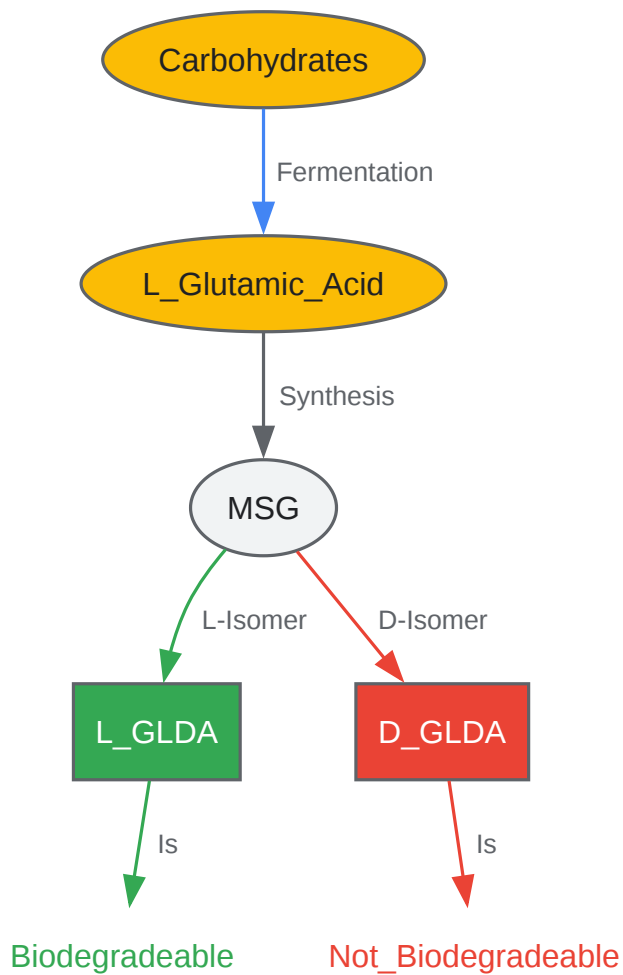 Carbohydrates
Fermentation
L_Glutamic_Acid
Synthesis
MSG
L-Isomer
D-Isomer
L_GLDA
D_GLDA
Is
Is
Biodegradeable
Not_Biodegradeable